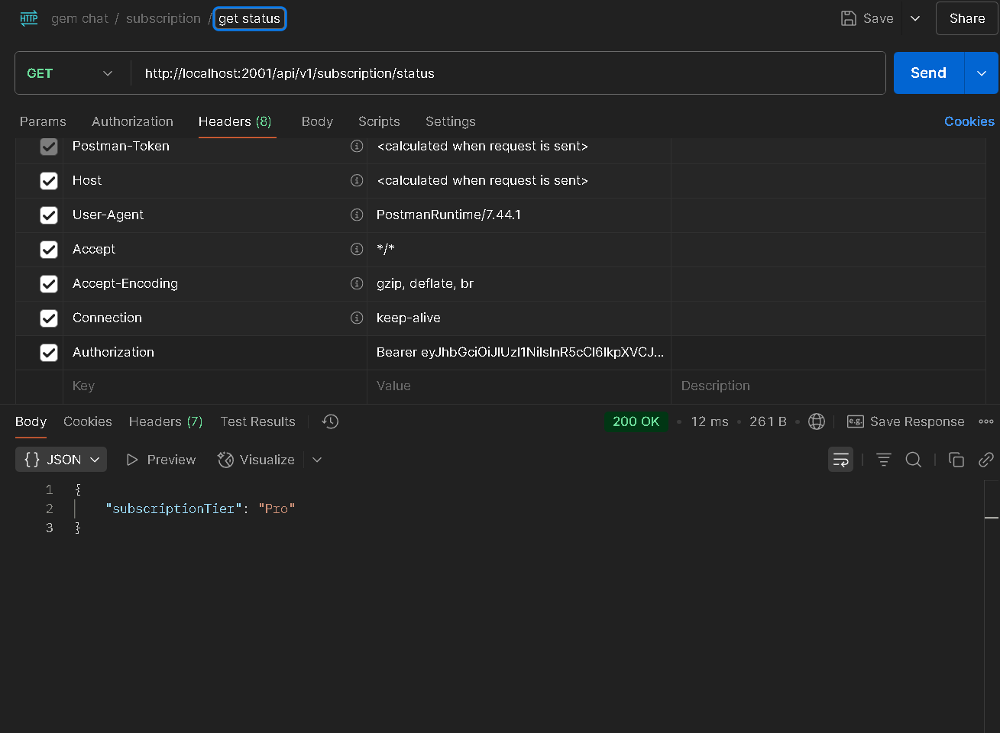 HTTP gem chat / subscription / get status Save Share
GET http://localhost:2001/api/v1/subscription/status Send
Params Authorization Headers (8) Body Scripts Settings Cookies
Postman-Token <calculated when request is sent>
Host <calculated when request is sent>
User-Agent PostmanRuntime/7.44.1
Accept */*
Accept-Encoding gzip, deflate, br
Connection keep-alive
Authorization Bearer eyJhbGciOiJIUzI1NiIsInR5cCI6IkpXVCJ...
Key Value Description
Body Cookies Headers (7) Test Results 200 OK • 12 ms • 261 B • e.g. Save Response
{} JSON Preview Visualize
1 {
2 "subscriptionTier": "Pro"
3 }